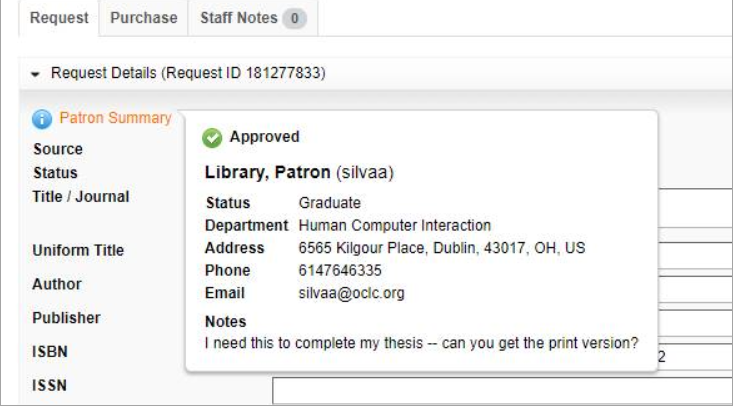 Request Purchase Staff Notes 0
Request Details (Request ID 181277833)
Patron Summary
Source
Status
Title / Journal
Uniform Title
Author
Publisher
ISBN
ISSN
Approved
Library, Patron (silvaa)
Status Graduate
Department Human Computer Interaction
Address 6565 Kilgour Place, Dublin, 43017, OH, US
Phone 6147646335
Email silvaa@oclc.org
Notes
I need this to complete my thesis -- can you get the print version?
2